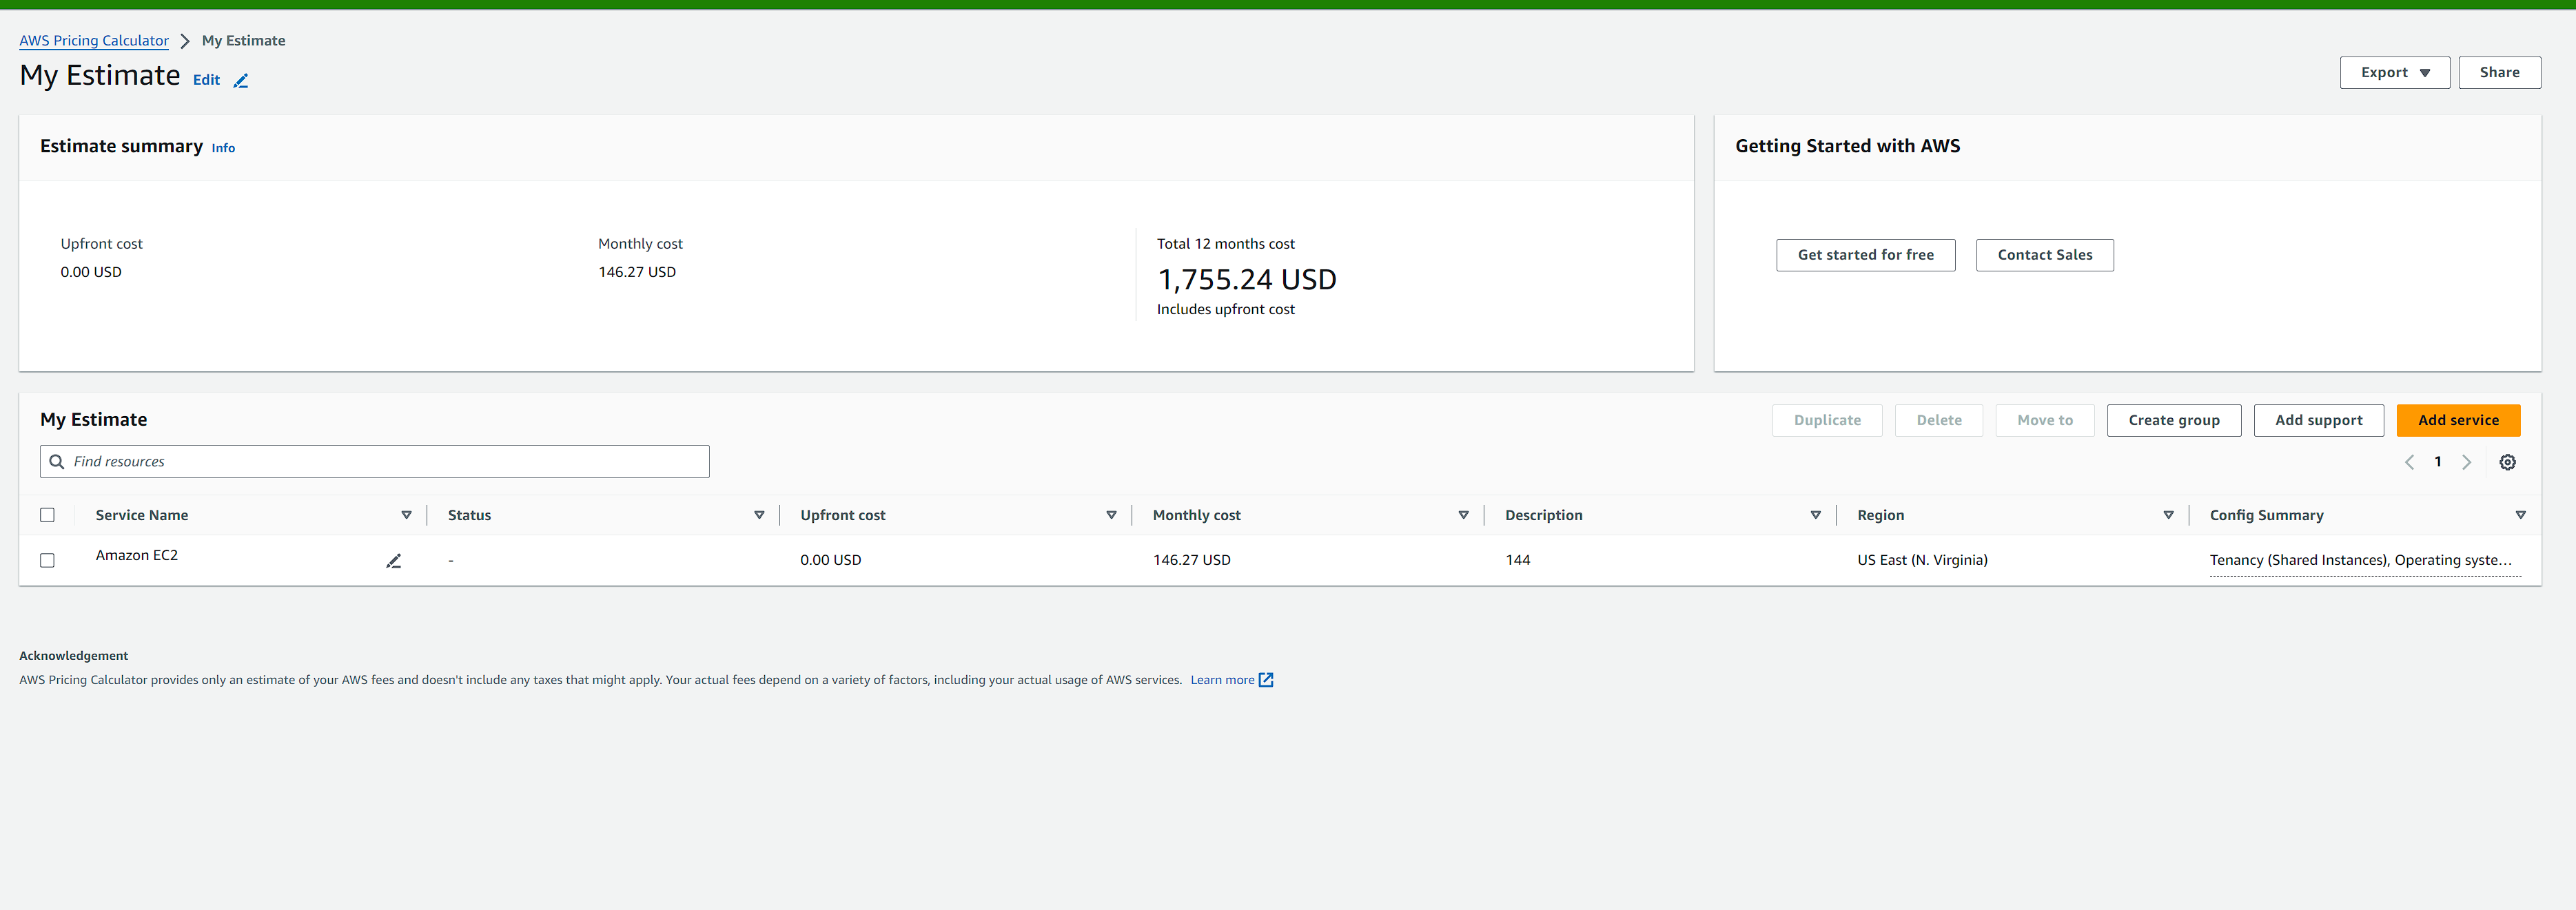 AWS Pricing Calculator > My Estimate
My Estimate Edit
Export Share
Estimate summary Info
Upfront cost
0.00 USD
Monthly cost
146.27 USD
Total 12 months cost
1,755.24 USD
Includes upfront cost
Getting Started with AWS
Get started for free Contact Sales
My Estimate
Duplicate Delete Move to Create group Add support Add service
Find resources
1
Service Name Status Upfront cost Monthly cost Description Region Config Summary
Amazon EC2 - 0.00 USD 146.27 USD 144 US East (N. Virginia) Tenancy (Shared Instances), Operating syste...
Acknowledgement
AWS Pricing Calculator provides only an estimate of your AWS fees and doesn't include any taxes that might apply. Your actual fees depend on a variety of factors, including your actual usage of AWS services. Learn more